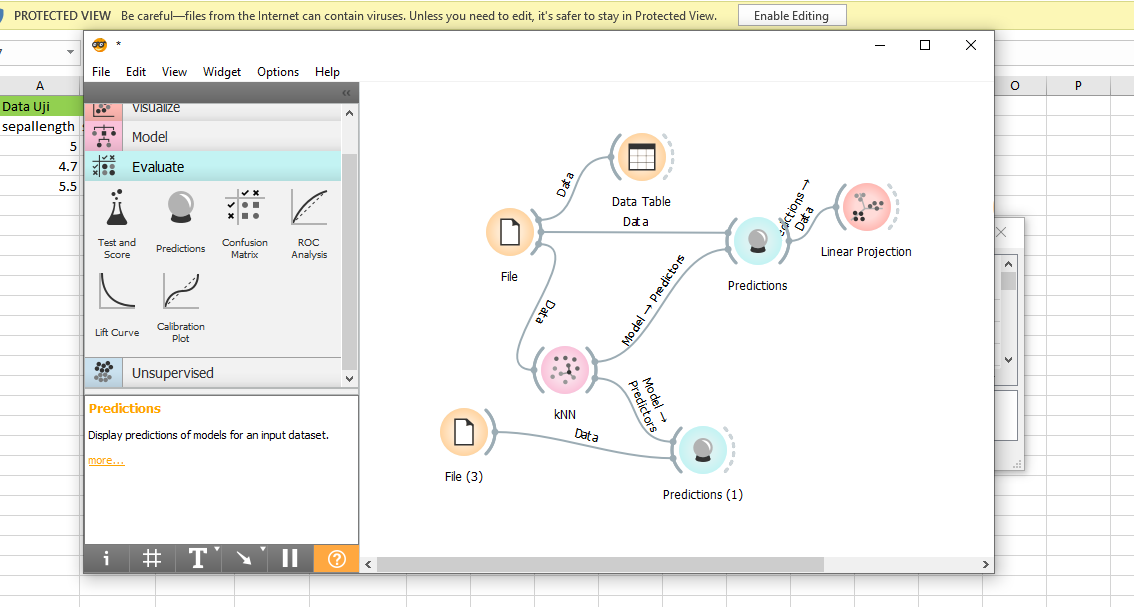 PROTECTED VIEW Be careful—files from the Internet can contain viruses. Unless you need to edit, it's safer to stay in Protected View. Enable Editing
*
File Edit View Widget Options Help
A O P
Data Uji
sepallength
5
4.7
5.5
Visualize
Model
Evaluate
Test and Score
Predictions
Confusion Matrix
ROC Analysis
Lift Curve
Calibration Plot
Unsupervised
Predictions
Display predictions of models for an input dataset.
more...
Data
Data Table
Data
File
Data
Predictions
Data
Linear Projection
Model → Predictors
kNN
Model → Predictors
File (3)
Data
Predictions (1)